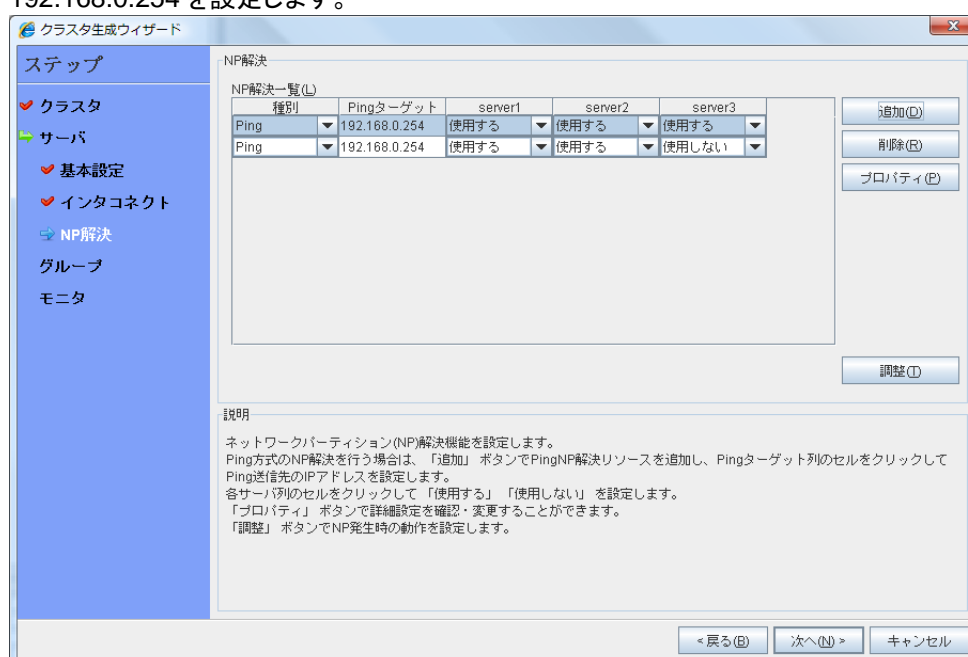 192.168.0.254 を設定します。
クラスタ生成ウィザード
ステップ
クラスタ
サーバ
基本設定
インタコネクト
NP解決
グループ
モニタ
NP解決
NP解決一覧(L)
種別 Pingターゲット server1 server2 server3
Ping 192.168.0.254 使用する 使用する 使用する
Ping 192.168.0.254 使用する 使用する 使用しない
追加(D)
削除(R)
プロパティ(P)
調整(T)
説明
ネットワークパーティション(NP)解決機能を設定します。
Ping方式のNP解決を行う場合は、「追加」 ボタンでPingNP解決リソースを追加し、Pingターゲット列のセルをクリックして
Ping送信先のIPアドレスを設定します。
各サーバ列のセルをクリックして 「使用する」 「使用しない」 を設定します。
「プロパティ」 ボタンで詳細設定を確認・変更することができます。
「調整」 ボタンでNP発生時の動作を設定します。
<戻る(B)
次へ(N)>
キャンセル